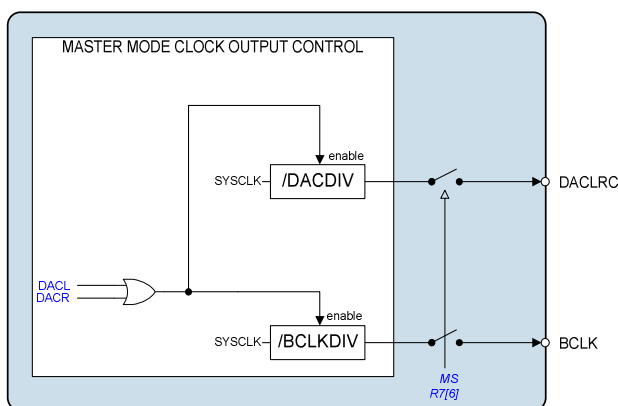 MASTER MODE CLOCK OUTPUT CONTROL
enable
SYSCLK
/DACDIV
DACLRC
DACL
DACR
enable
SYSCLK
/BCLKDIV
BCLK
MS
R7[6]